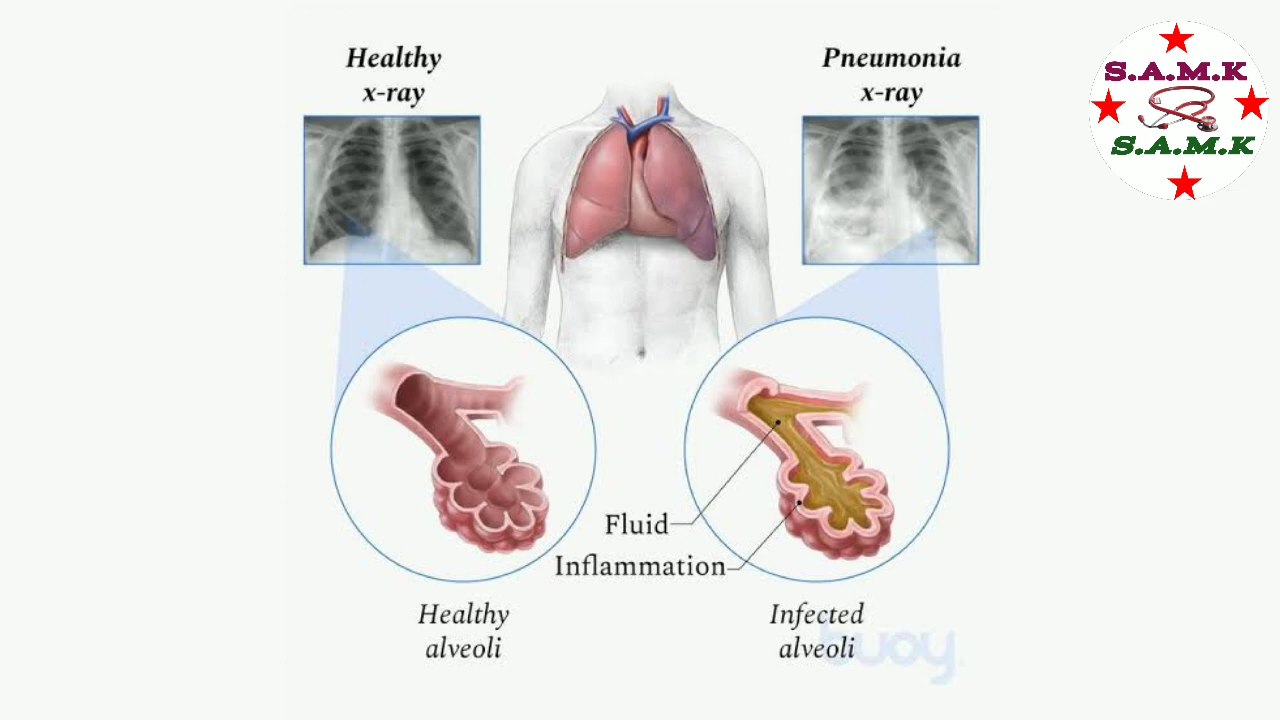 Healthy
x-ray
Pneumonia
x-ray
S.A.M.K
S.A.M.K
Fluid
Inflammation
Healthy
alveoli
Infected
alveoli
buoy